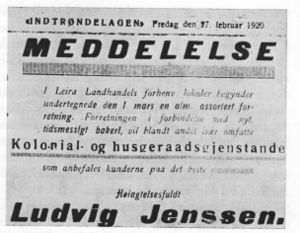 «INDTRØNDELAGEN» Fredag den 27. februar 1920
MEDDELELSE
I Leira Landhandels forhenv. lokaler begynder
undertegnede den 1 mars en alm. assortert for-
retning. Forretningen i forbindelse med nyt,
tidsmessigt bakeri, vil blandt andet især omfatte
Kolonial- og husgeraadsgjenstande
som anbefales kunderne paa det beste
Høiagtelsesfuldt
Ludvig Jenssen.